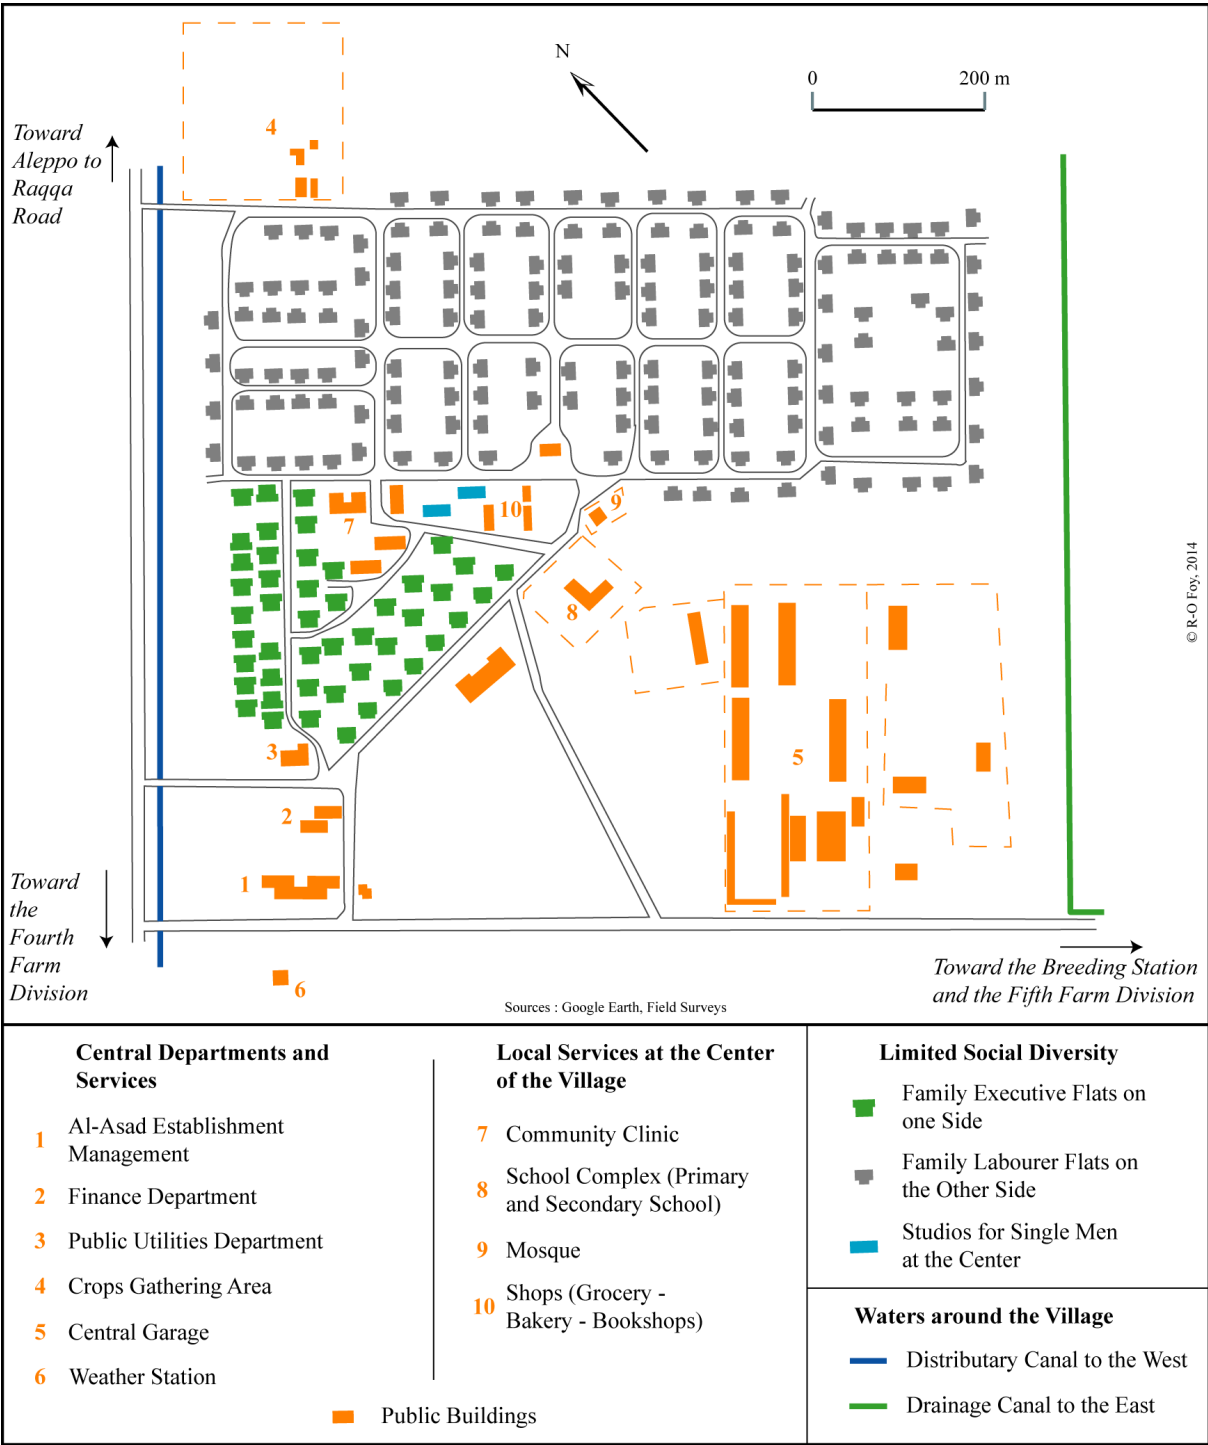 N
0
200 m
4
Toward
Aleppo to
Raqqa
Road
7
10
9
8
3
5
2
1
Toward
the
Fourth
Farm
Division
6
Toward the Breeding Station
and the Fifth Farm Division
Sources : Google Earth, Field Surveys
© R-O Foy, 2014
Central Departments and
Services
1 Al-Asad Establishment
Management
2 Finance Department
3 Public Utilities Department
4 Crops Gathering Area
5 Central Garage
6 Weather Station
Local Services at the Center
of the Village
7 Community Clinic
8 School Complex (Primary
and Secondary School)
9 Mosque
10 Shops (Grocery -
Bakery - Bookshops)
Public Buildings
Limited Social Diversity
Family Executive Flats on
one Side
Family Labourer Flats on
the Other Side
Studios for Single Men
at the Center
Waters around the Village
Distributary Canal to the West
Drainage Canal to the East